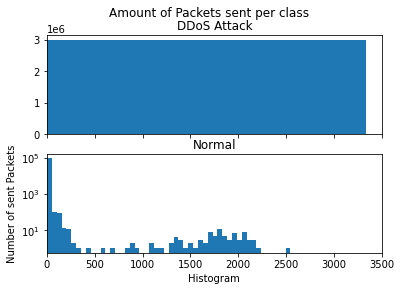 Amount of Packets sent per class
DDoS Attack
1e6
3
2
1
0
Normal
10^5
10^3
10^1
Number of sent Packets
0 500 1000 1500 2000 2500 3000 3500
Histogram